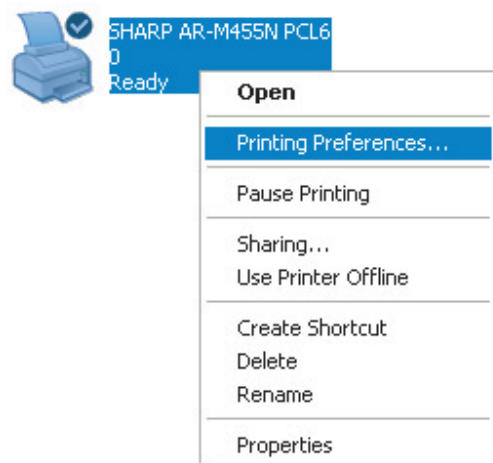 SHARP AR-M455N PCL6
0
Ready
Open
Printing Preferences...
Pause Printing
Sharing...
Use Printer Offline
Create Shortcut
Delete
Rename
Properties